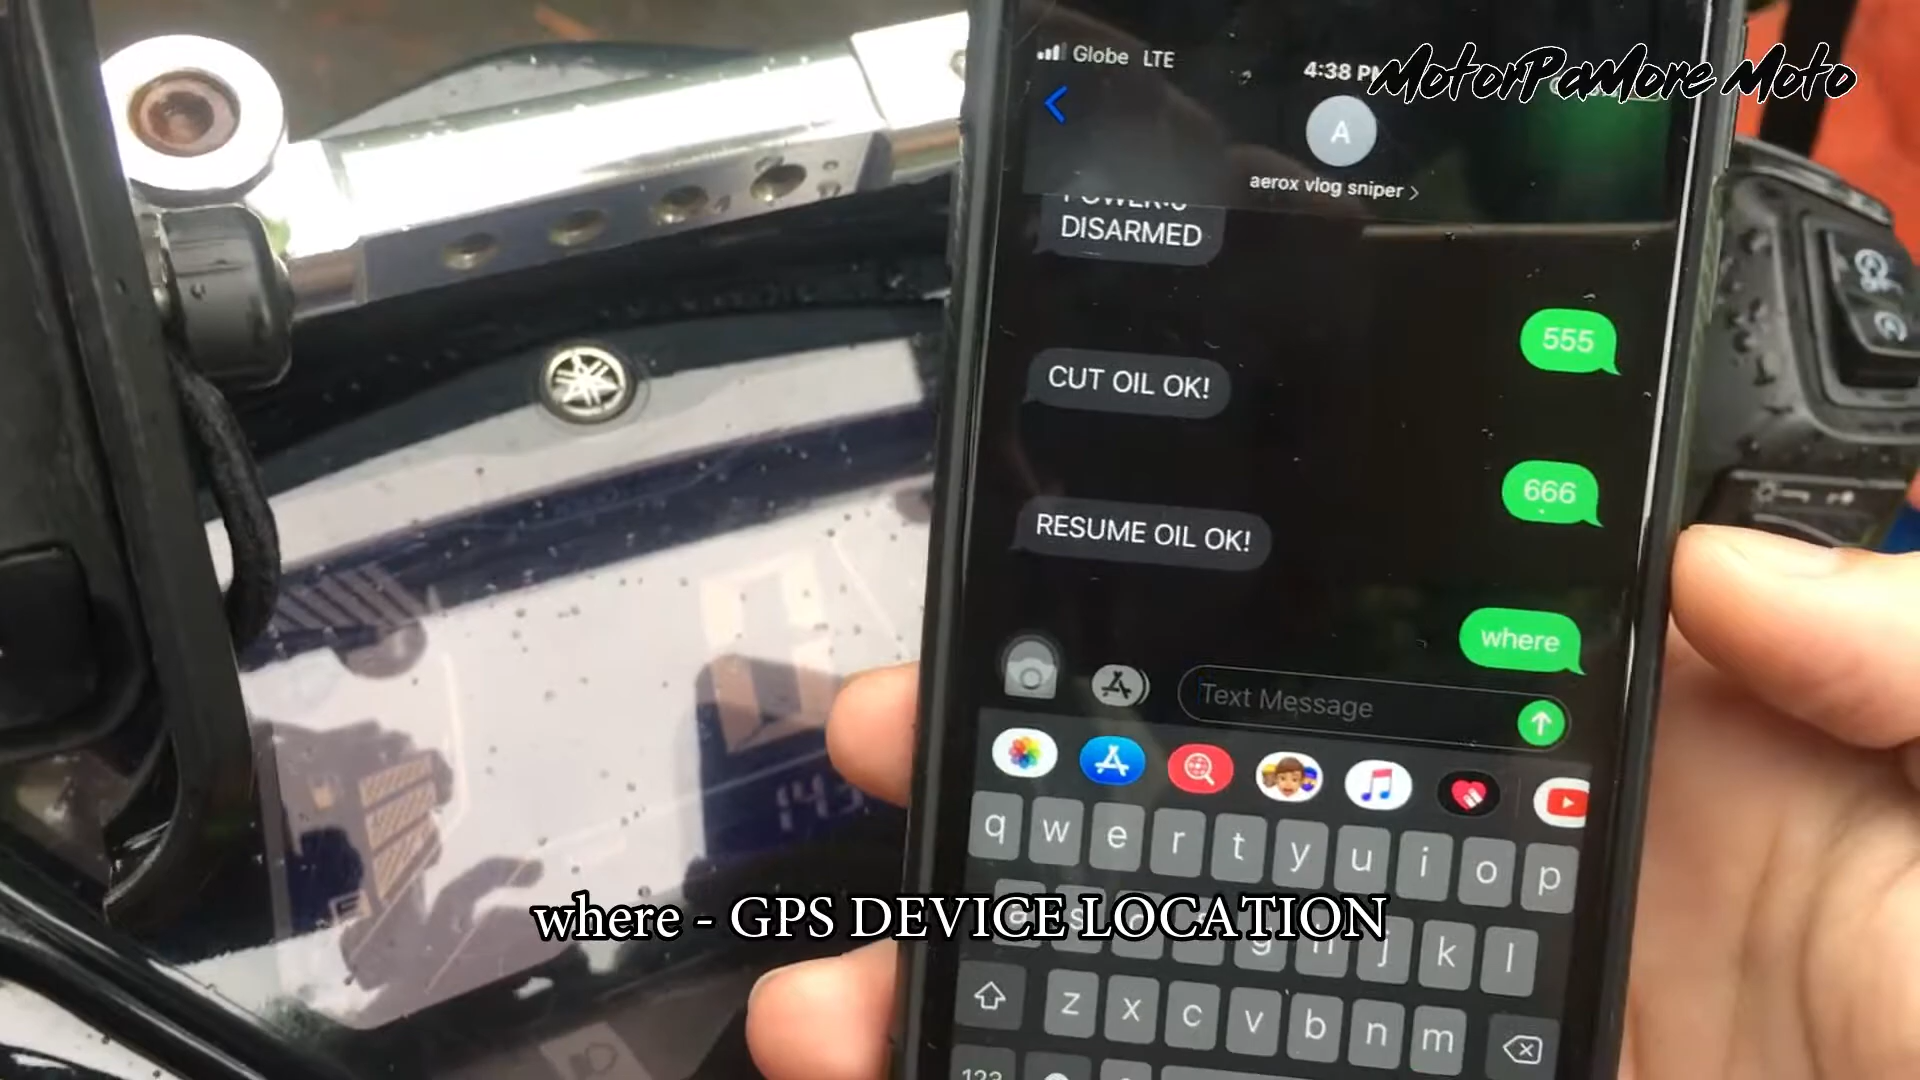 Globe LTE
4:38 PM
MotorPaMore Moto
A
aerox vlog sniper
DISARMED
555
CUT OIL OK!
666
RESUME OIL OK!
where
Text Message
q w e r t y u i o p
where - GPS DEVICE LOCATION
a s g h j k l
z x c v b n m
123